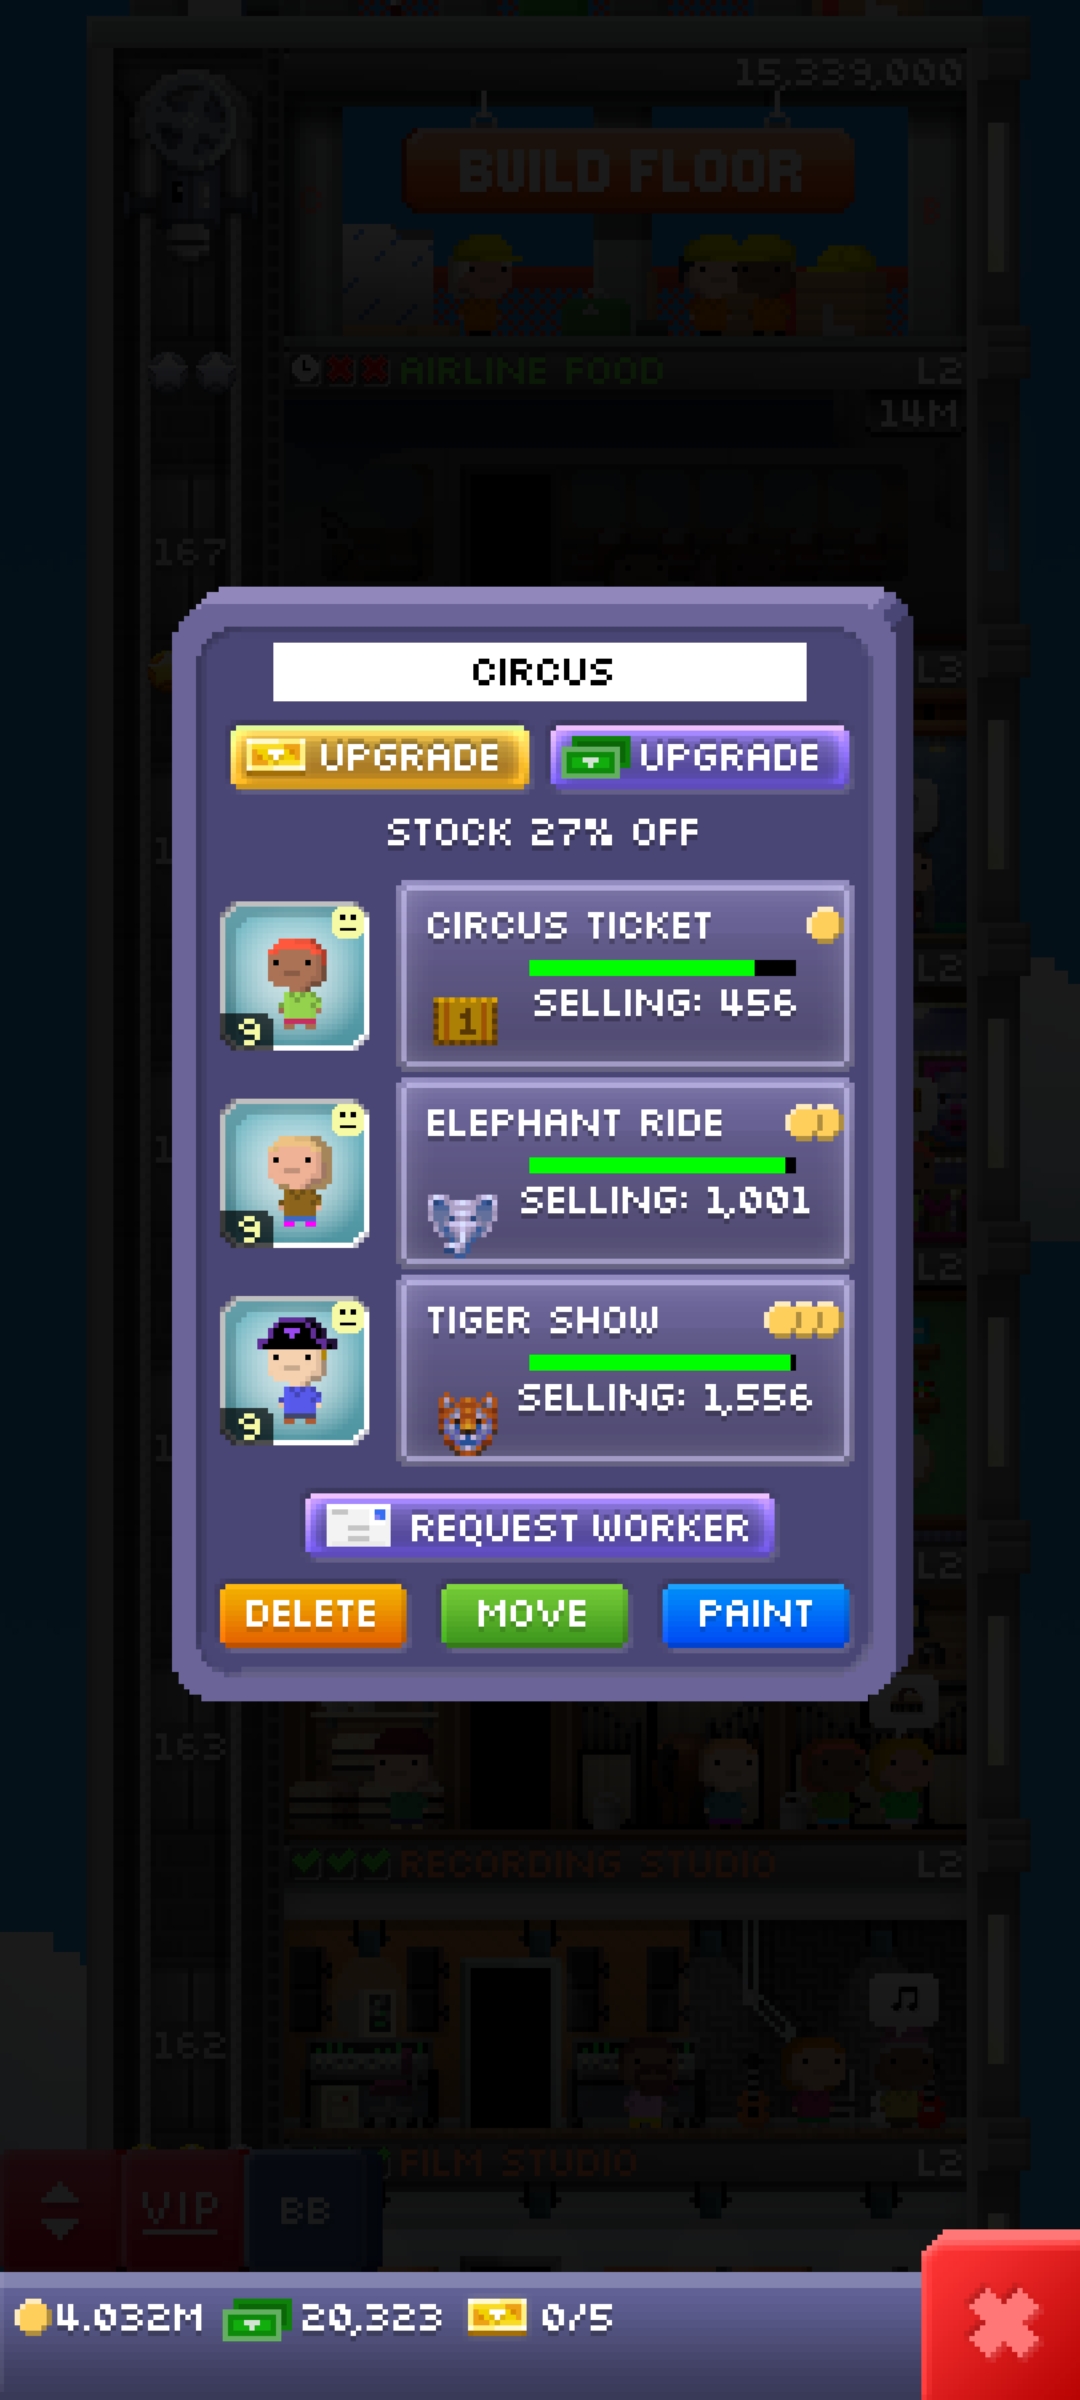 15,339,000
BUILD FLOOR
AIRLINE FOOD L2
14M
167
L3
CIRCUS
UPGRADE UPGRADE
STOCK 27% OFF
CIRCUS TICKET
SELLING: 456
1
9
L2
ELEPHANT RIDE
SELLING: 1,001
9
L2
TIGER SHOW
SELLING: 1,556
9
REQUEST WORKER
L2
DELETE MOVE PAINT
163
RECORDING STUDIO L2
162
FILM STUDIO L2
VIP BB
4.032M 20,323 0/5